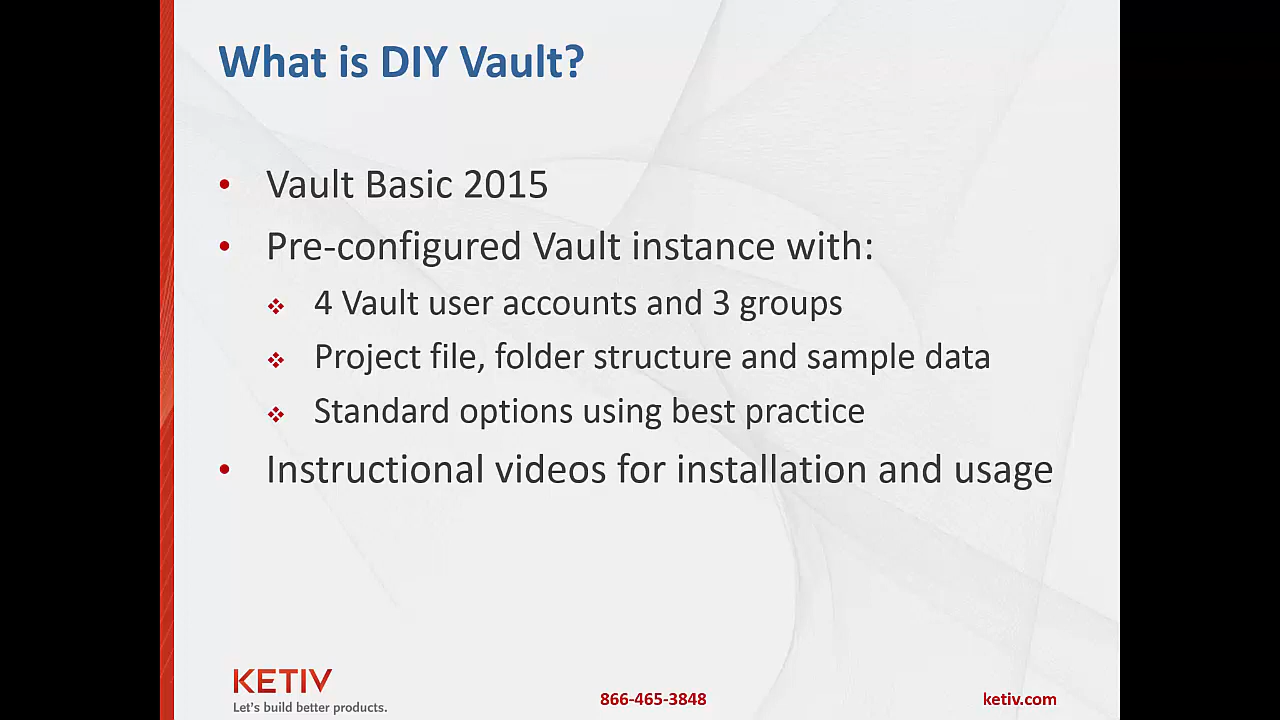 What is DIY Vault?
• Vault Basic 2015
• Pre-configured Vault instance with:
❖ 4 Vault user accounts and 3 groups
❖ Project file, folder structure and sample data
❖ Standard options using best practice
• Instructional videos for installation and usage
KETIV
Let's build better products.
866-465-3848
ketiv.com